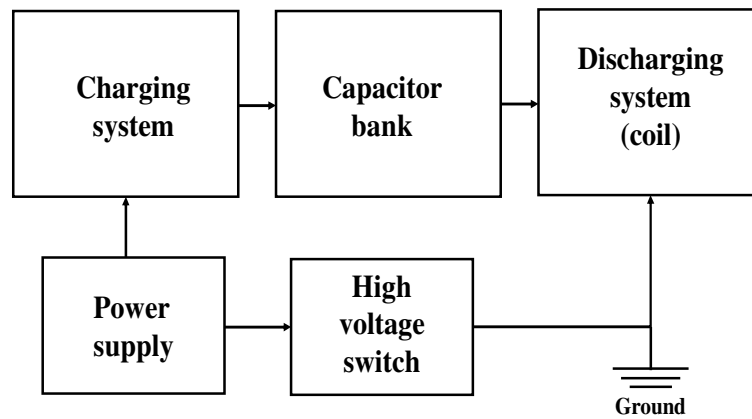 Charging
system
Capacitor
bank
Discharging
system
(coil)
Power
supply
High
voltage
switch
Ground